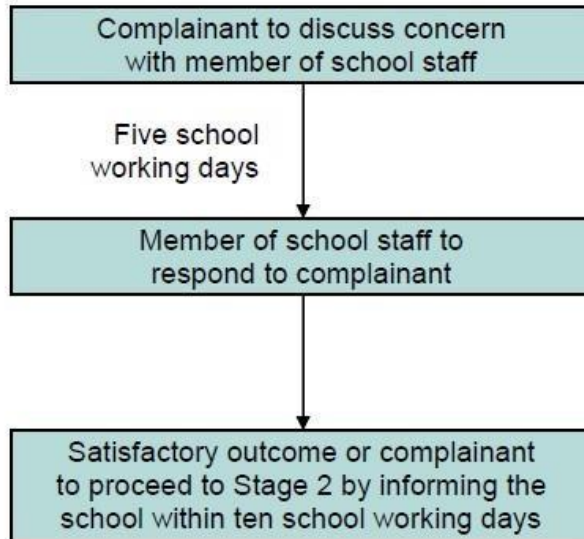 Complainant to discuss concern
with member of school staff
Five school
working days
Member of school staff to
respond to complainant
Satisfactory outcome or complainant
to proceed to Stage 2 by informing the
school within ten school working days